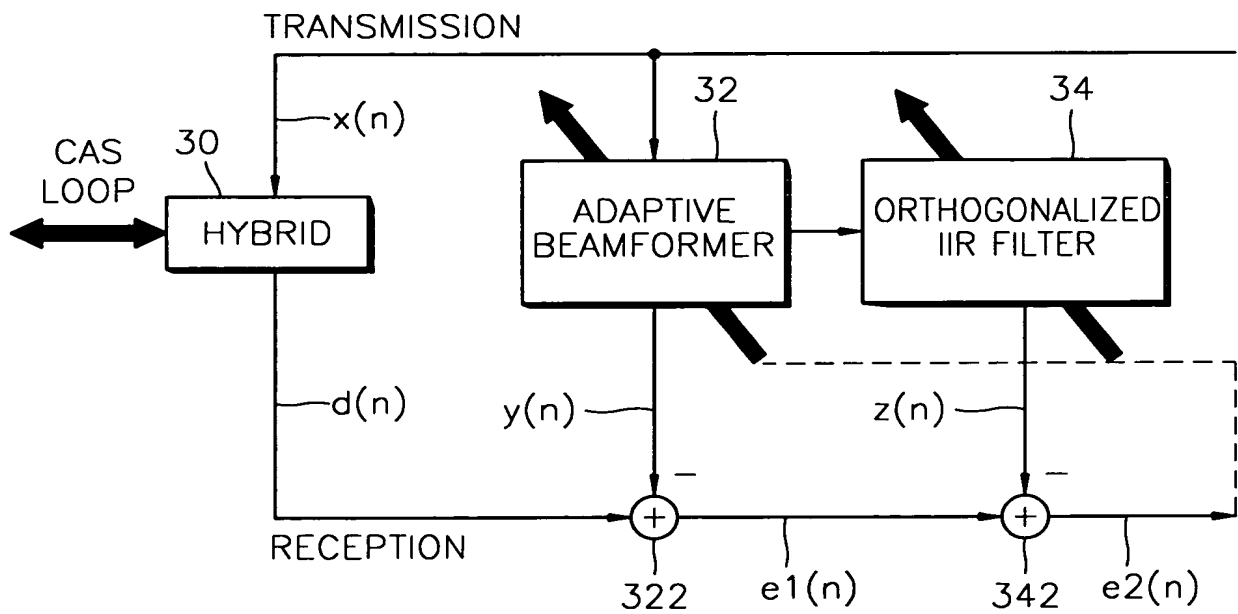 TRANSMISSION
x(n)
32
34
30
CAS
LOOP
HYBRID
ADAPTIVE
BEAMFORMER
ORTHOGONALIZED
IIR FILTER
d(n)
y(n)
z(n)
−
−
+
+
RECEPTION
322
e1(n)
342
e2(n)